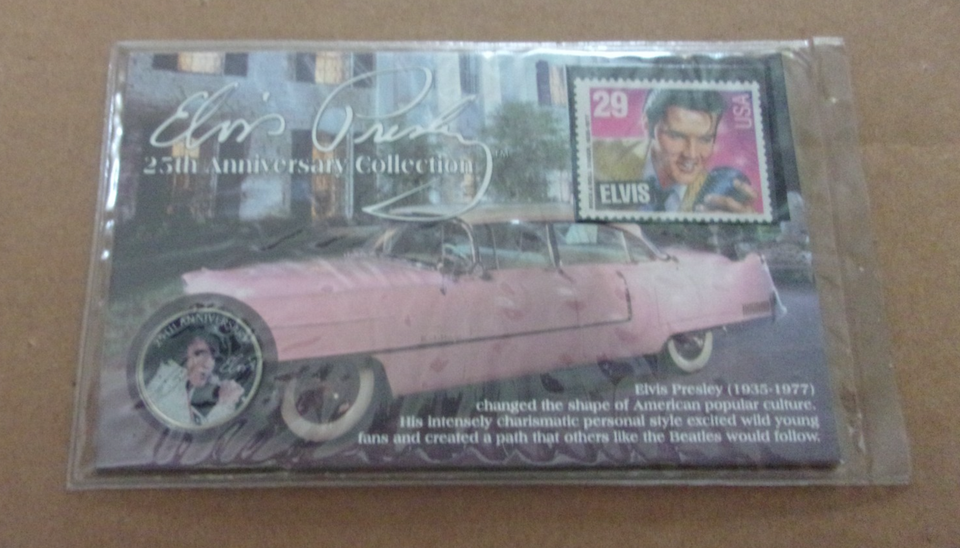 Elvis Presley
25th Anniversary Collection
29
USA
ELVIS
25TH ANNIVERSARY
Elvis Presley (1935-1977)
changed the shape of American popular culture.
His intensely charismatic personal style excited wild young
fans and created a path that others like the Beatles would follow.